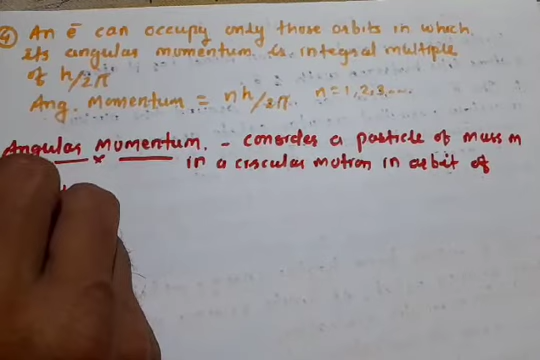 ④ An ē can occupy only those orbits in which
its angular momentum is integral multiple
of h/2π
Ang. Momentum = nh/2π. n=1,2,3,...
Angular Momentum. - consider a particle of mass m
in a circular motion in orbit of